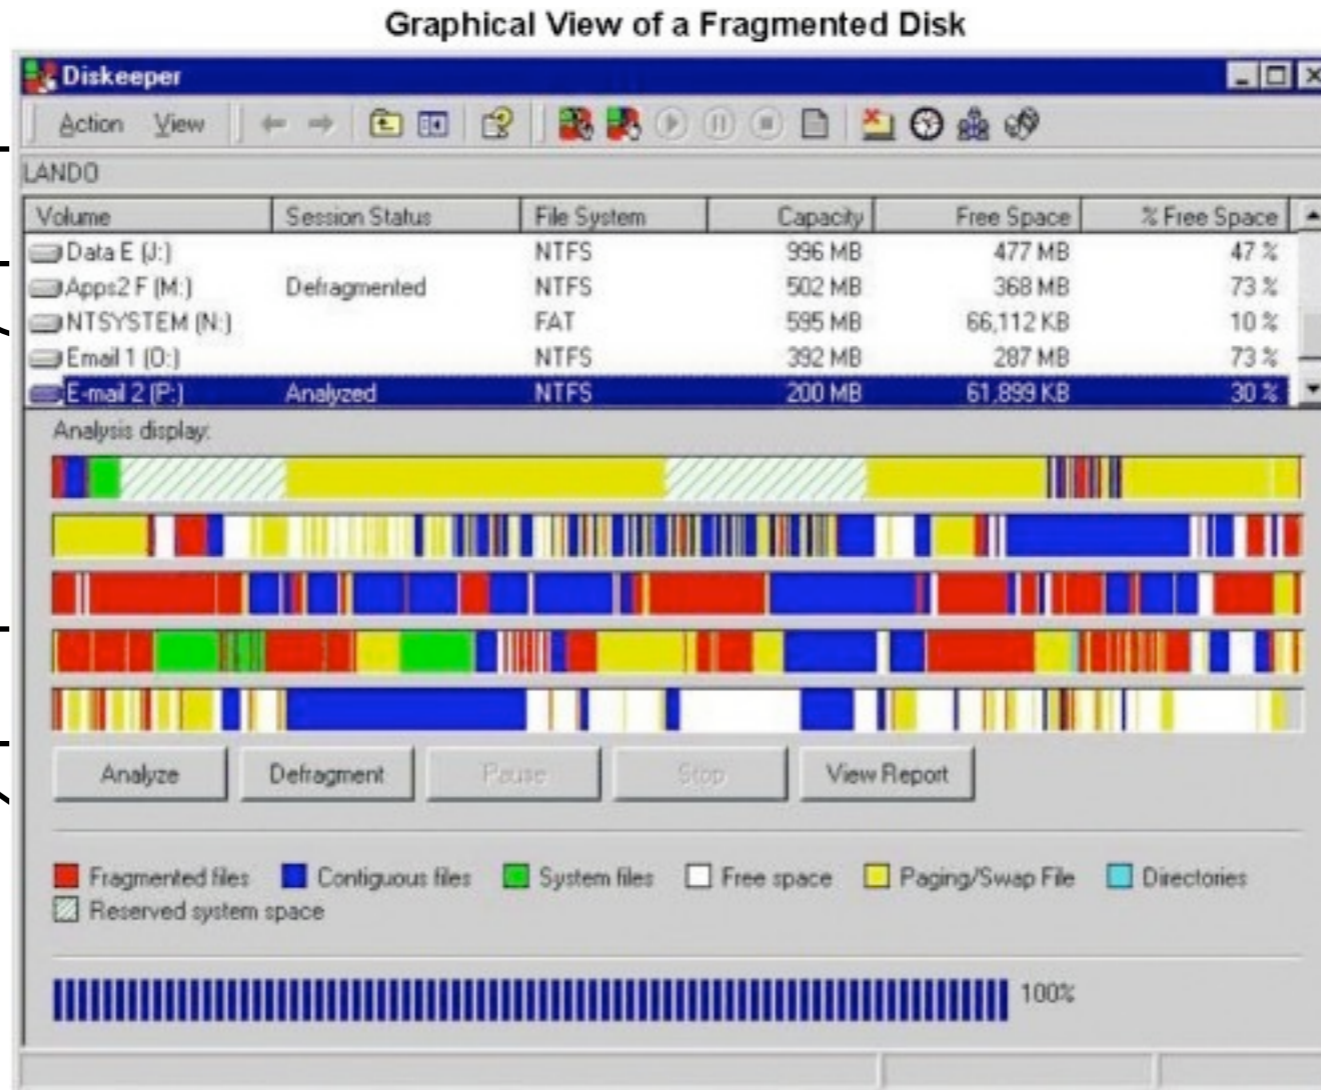 Graphical View of a Fragmented Disk
Diskeeper
Action View
LANDO
Volume Session Status File System Capacity Free Space % Free Space
Data E (J:) NTFS 996 MB 477 MB 47 %
Apps2 F (M:) Defragmented NTFS 502 MB 368 MB 73 %
NTSYSTEM (N:) FAT 595 MB 66,112 KB 10 %
Email 1 (O:) NTFS 392 MB 287 MB 73 %
E-mail 2 (P:) Analyzed NTFS 200 MB 61,899 KB 30 %
Analysis display:
Analyze Defragment Pause Stop View Report
Fragmented files Contiguous files System files Free space Paging/Swap File Directories
Reserved system space
100%